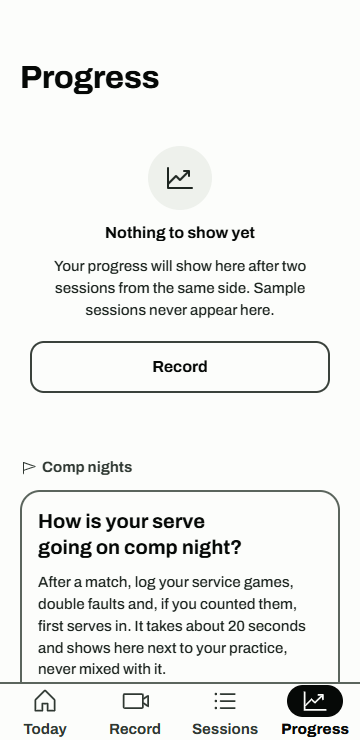 Progress
Nothing to show yet
Your progress will show here after two
sessions from the same side. Sample
sessions never appear here.
Record
Comp nights
How is your serve
going on comp night?
After a match, log your service games,
double faults and, if you counted them,
first serves in. It takes about 20 seconds
and shows here next to your practice,
never mixed with it.
Today
Record
Sessions
Progress